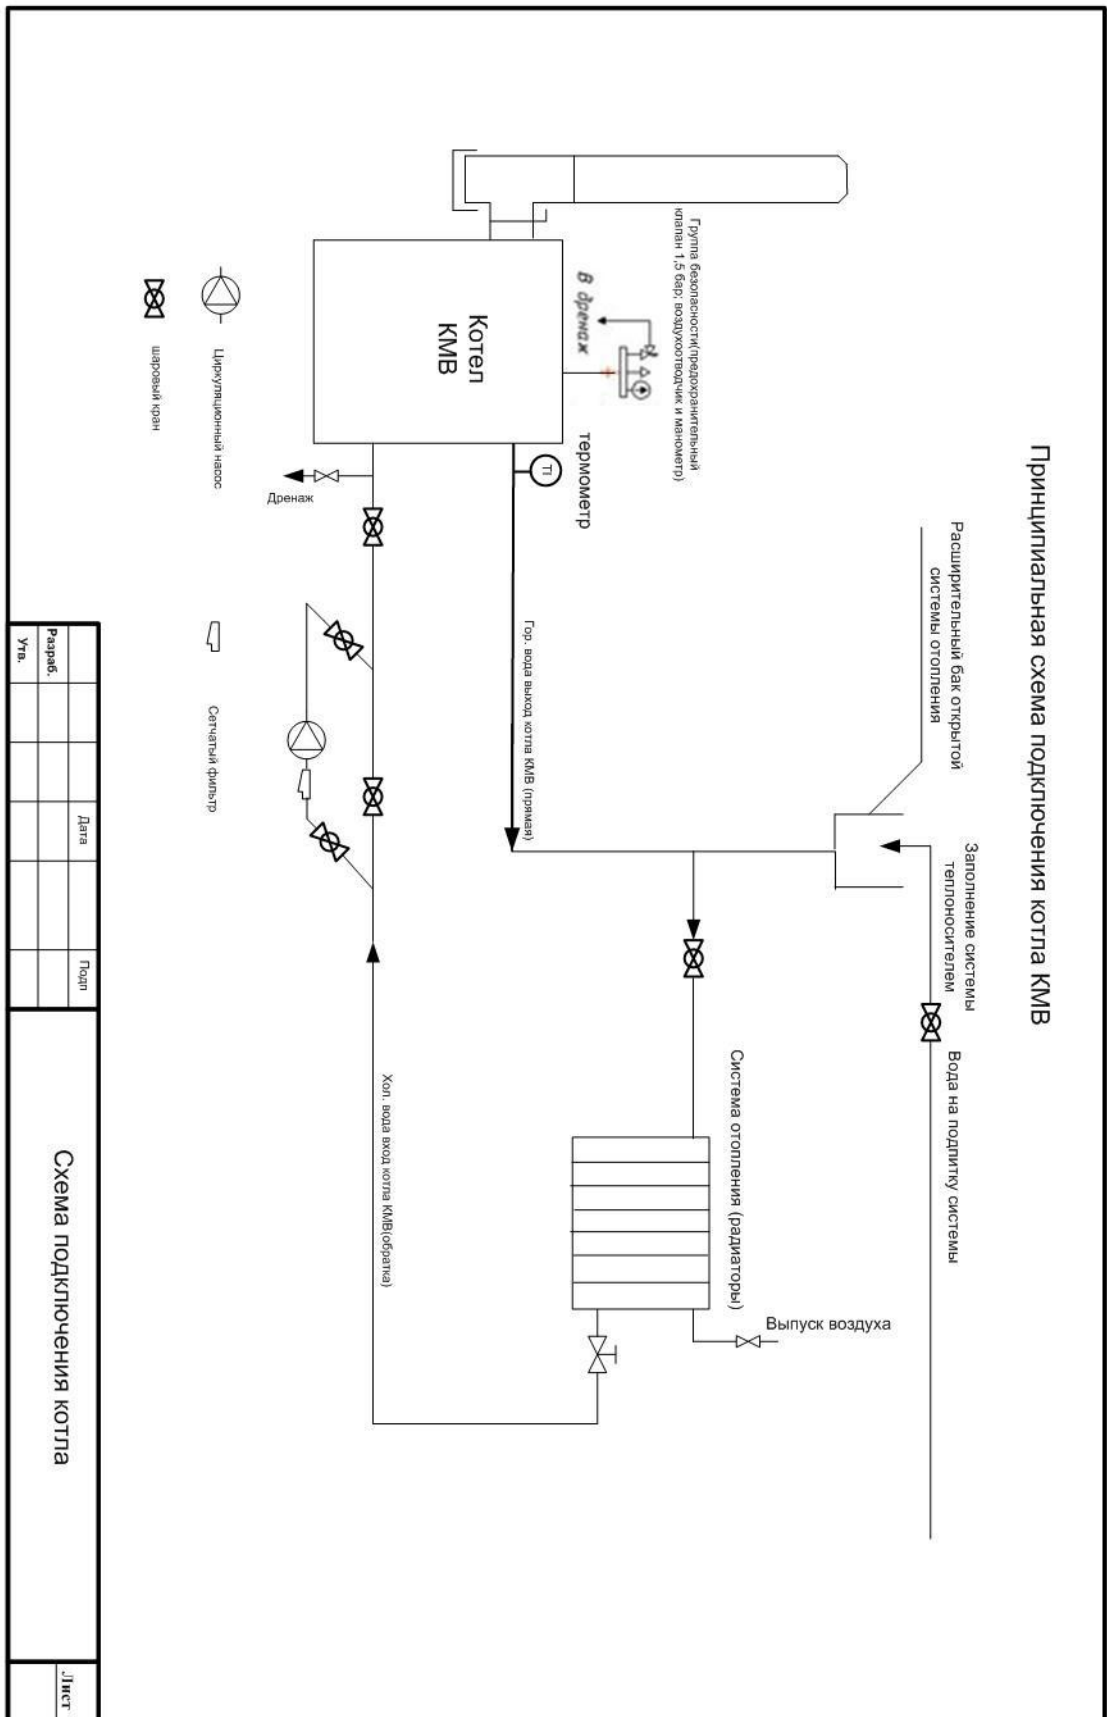 Принципиальная схема подключения котла КМВ
Расширительный бак открытой
системы отопления
Заполнение системы
теплоносителем
Вода на подпитку системы
Группа безопасности(предохранительный
клапан 1,5 бар; воздухоотводчик и манометр)
В дренаж
термометр
TI
Котел
КМВ
Гор. вода выход котла КМВ (прямая)
Система отопления (радиаторы)
Выпуск воздуха
Дренаж
Хол. вода вход котла КМВ(обратка)
Циркуляционный насос
шаровый кран
Сетчатый фильтр
Дата
Подп
Разраб.
Утв.
Схема подключения котла
Лист